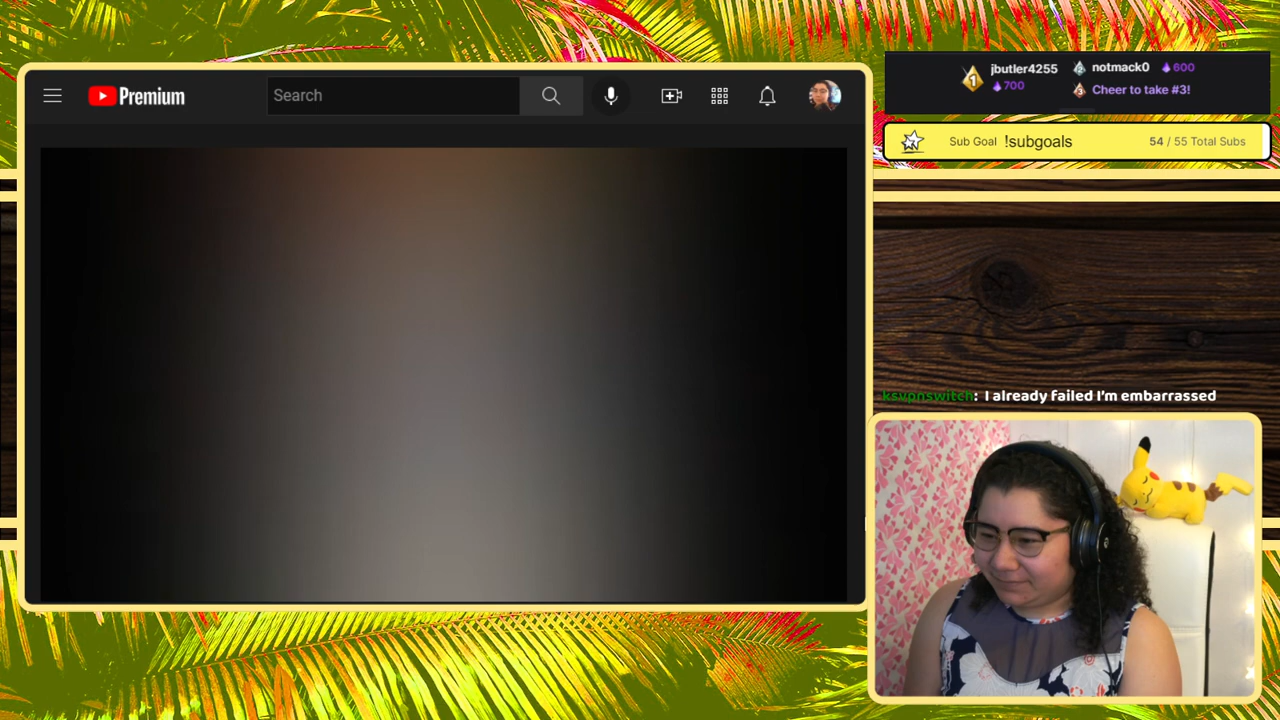 Premium
Search
jbutler4255
700
notmack0 600
Cheer to take #3!
Sub Goal !subgoals 54 / 55 Total Subs
ksvpnswitch: I already failed I'm embarrassed